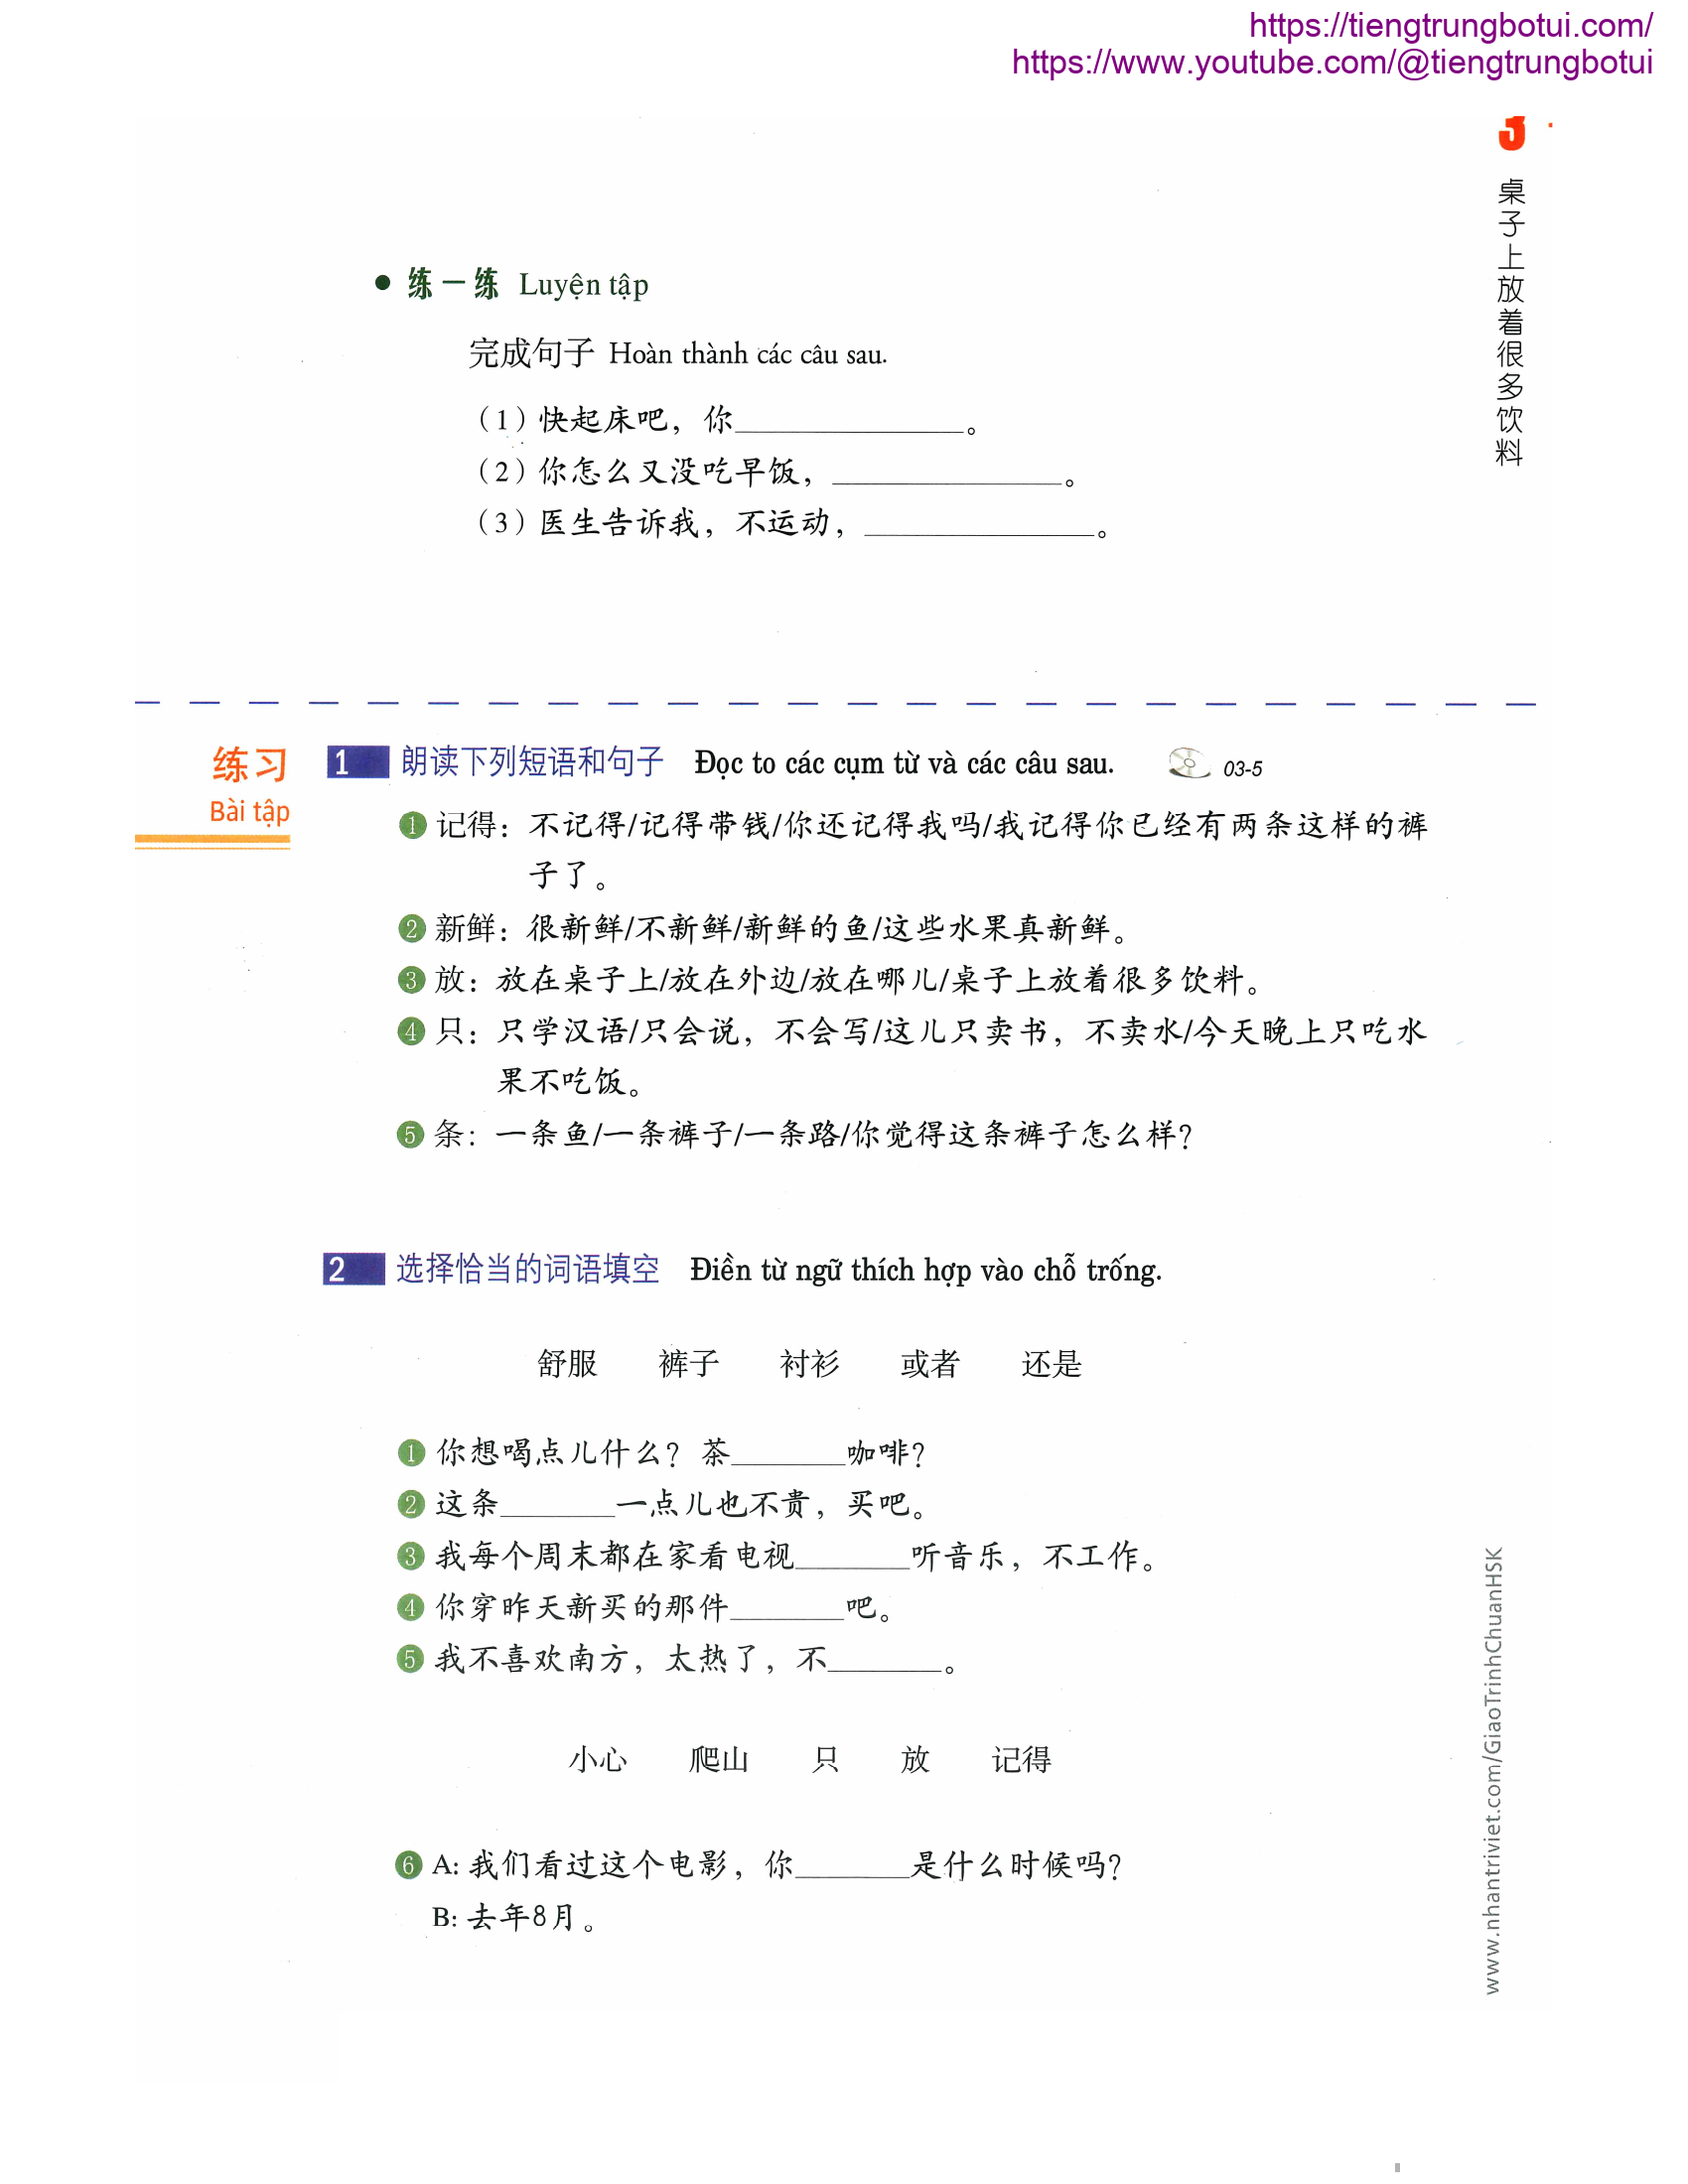 https://tiengtrungbotui.com/
https://www.youtube.com/@tiengtrungbotui
3
桌子上放着很多饮料
● 练一练 Luyện tập
完成句子 Hoàn thành các câu sau.
（1）快起床吧，你________________。
（2）你怎么又没吃早饭，________________。
（3）医生告诉我，不运动，________________。
练习
Bài tập
1 朗读下列短语和句子 Đọc to các cụm từ và các câu sau. 03-5
1 记得：不记得/记得带钱/你还记得我吗/我记得你已经有两条这样的裤
子了。
2 新鲜：很新鲜/不新鲜/新鲜的鱼/这些水果真新鲜。
3 放：放在桌子上/放在外边/放在哪儿/桌子上放着很多饮料。
4 只：只学汉语/只会说，不会写/这儿只卖书，不卖水/今天晚上只吃水
果不吃饭。
5 条：一条鱼/一条裤子/一条路/你觉得这条裤子怎么样？
2 选择恰当的词语填空 Điền từ ngữ thích hợp vào chỗ trống.
舒服 裤子 衬衫 或者 还是
1 你想喝点儿什么？茶________咖啡？
2 这条________一点儿也不贵，买吧。
3 我每个周末都在家看电视________听音乐，不工作。
4 你穿昨天新买的那件________吧。
5 我不喜欢南方，太热了，不________。
小心 爬山 只 放 记得
6 A: 我们看过这个电影，你________是什么时候吗？
B: 去年8月。
www.nhantriviet.com/GiaoTrinhChuanHSK